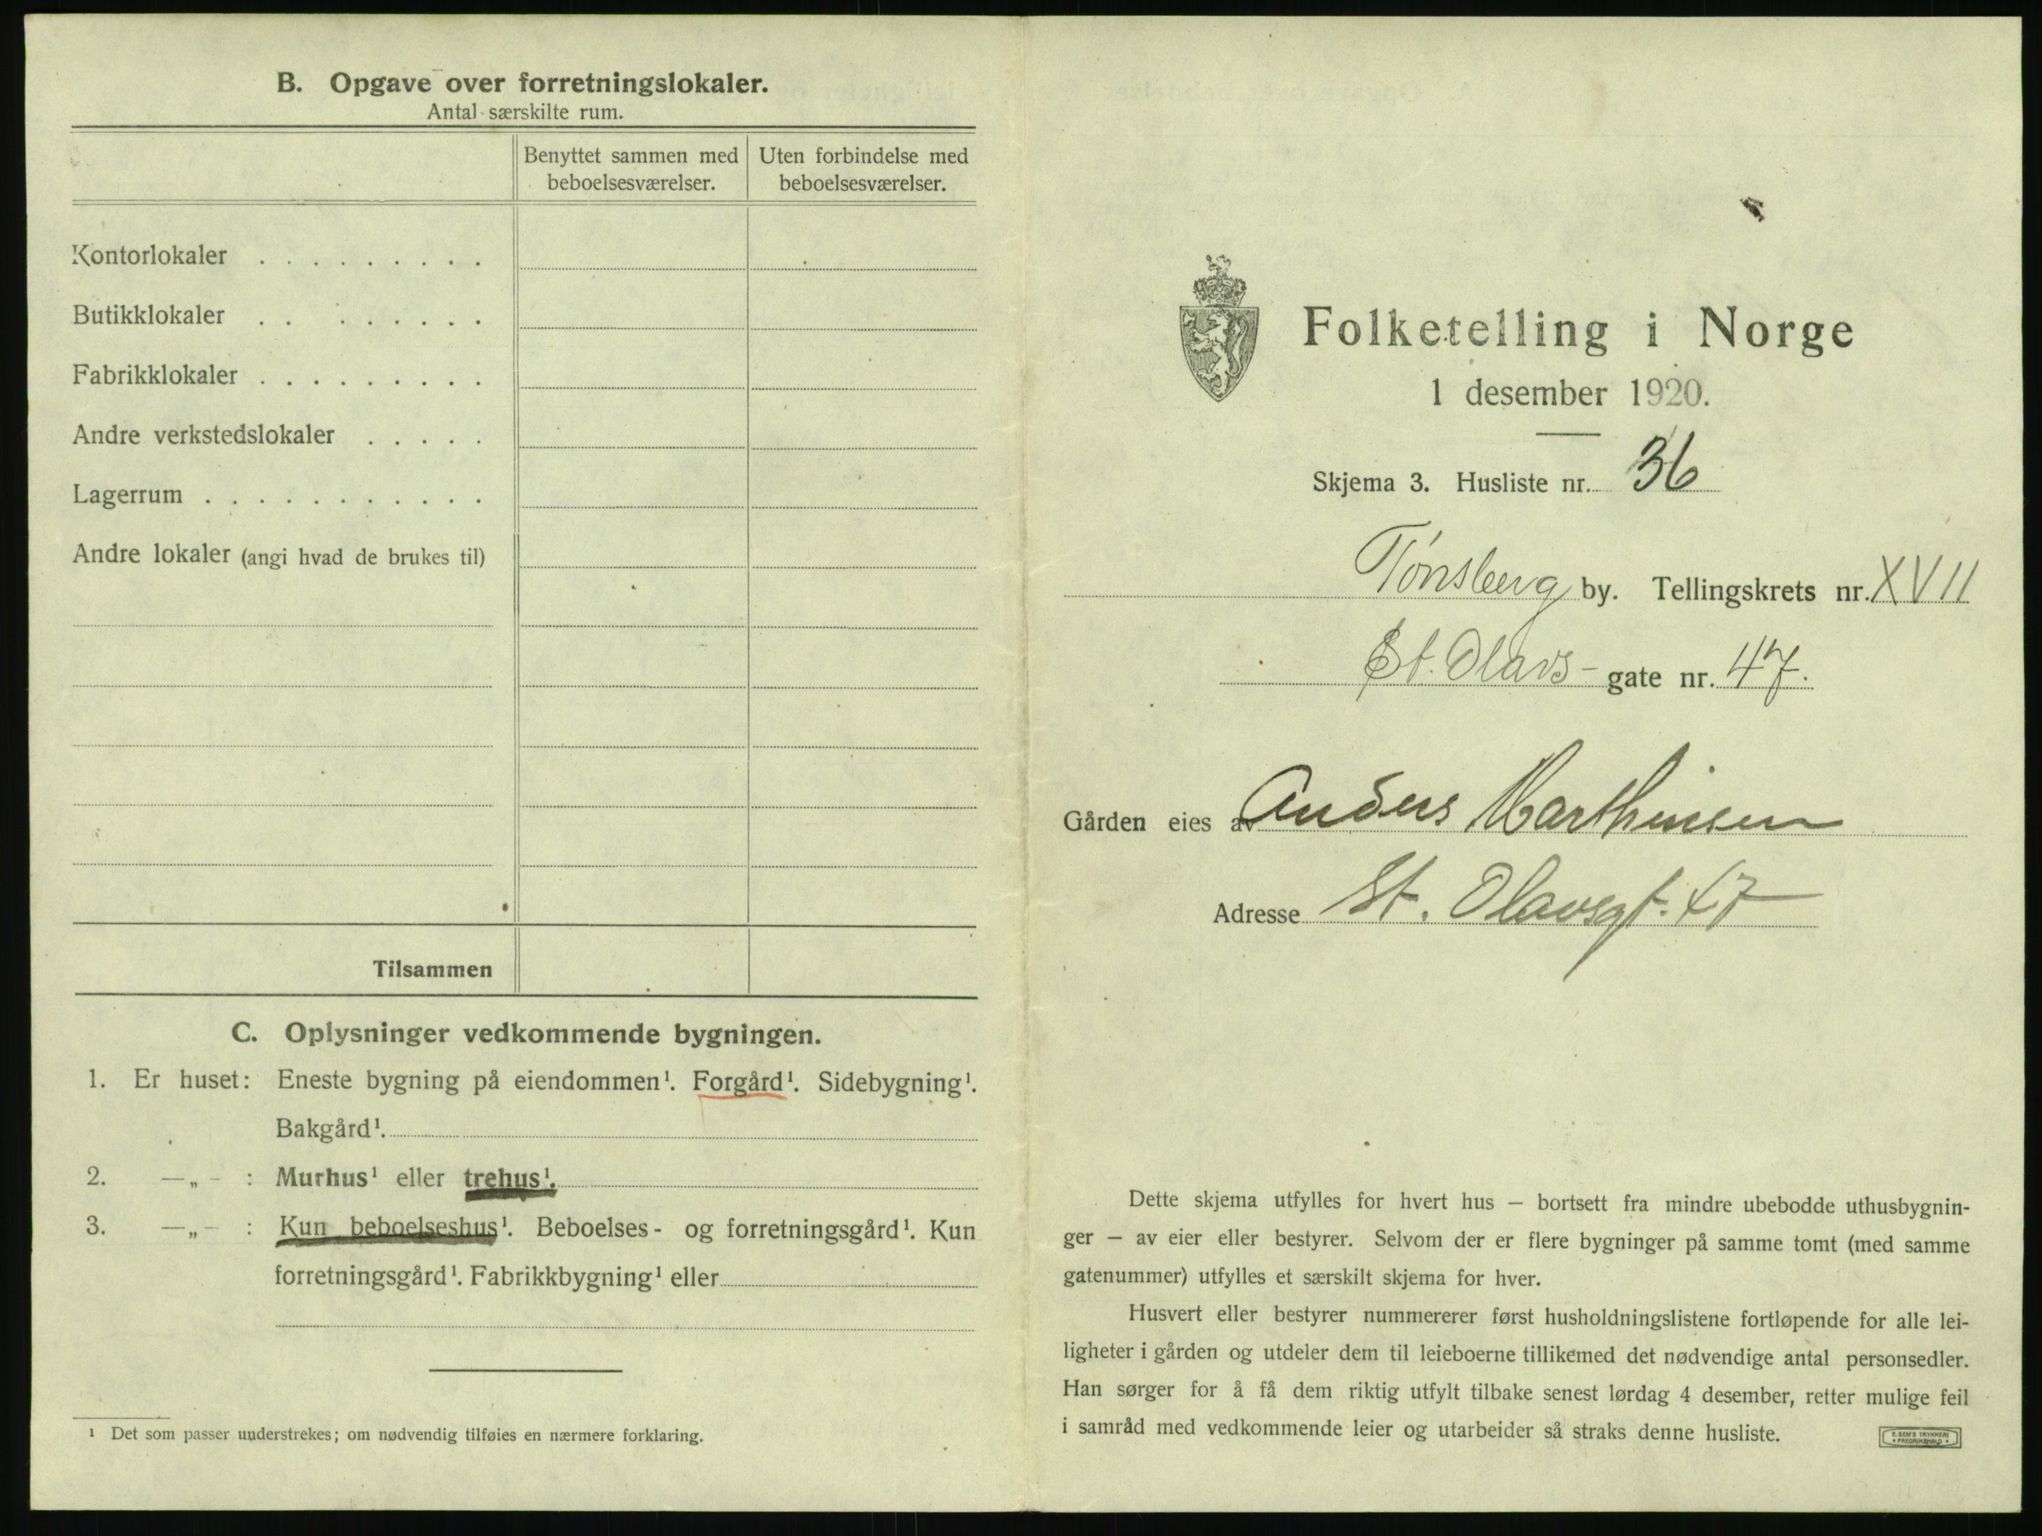 B. Opgave over forretningslokaler.
Antal særskilte rum.
Benyttet sammen med beboelsesværelser.
Uten forbindelse med beboelsesværelser.
Kontorlokaler . . . . . . . . .
Butikklokaler . . . . . . . .
Fabrikklokaler . . . . . . . . .
Andre verkstedslokaler . . . . .
Lagerrum . . . . . . . . . . .
Andre lokaler (angi hvad de brukes til)
Tilsammen
C. Oplysninger vedkommende bygningen.
1. Er huset: Eneste bygning på eiendommen¹. Forgård¹. Sidebygning¹.
Bakgård¹.
2. —„— : Murhus¹ eller trehus¹.
3. —„— : Kun beboelseshus¹. Beboelses- og forretningsgård¹. Kun
forretningsgård¹. Fabrikkbygning¹ eller
¹ Det som passer understrekes; om nødvendig tilføies en nærmere forklaring.
Folketelling i Norge
1 desember 1920.
Skjema 3. Husliste nr. 36
Tønsberg by. Tellingskrets nr. XVII
St. Olavs- gate nr. 47.
Gården eies av Anders Marthinsen
Adresse St. Olavsgt. 47
Dette skjema utfylles for hvert hus – bortsett fra mindre ubebodde uthusbygnin-
ger – av eier eller bestyrer. Selvom der er flere bygninger på samme tomt (med samme
gatenummer) utfylles et særskilt skjema for hver.
Husvert eller bestyrer nummererer først husholdningslistene fortløpende for alle lei-
ligheter i gården og utdeler dem til leieboerne tillikemed det nødvendige antal personsedler.
Han sørger for å få dem riktig utfylt tilbake senest lørdag 4 desember, retter mulige feil
i samråd med vedkommende leier og utarbeider så straks denne husliste.
E. SEM'S TRYKKERI
• FREDRIKSHALD •